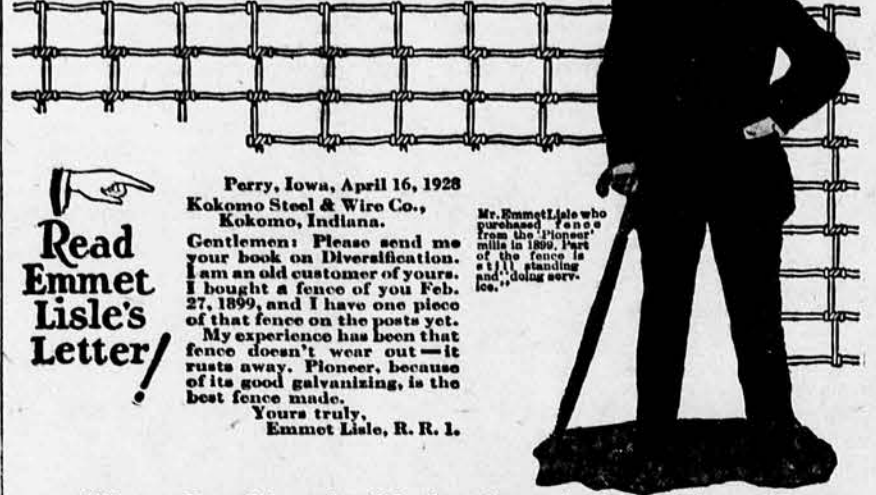 Read
Emmet
Lisle's
Letter!
Perry, Iowa, April 16, 1928
Kokomo Steel & Wire Co.,
Kokomo, Indiana.
Gentlemen: Please send me
your book on Diversification.
I am an old customer of yours.
I bought a fence of you Feb.
27, 1899, and I have one piece
of that fence on the posts yet.
My experience has been that
fence doesn't wear out—it
rusts away. Pioneer, because
of its good galvanizing, is the
best fence made.
Yours truly,
Emmet Lisle, R. R. 1.
Mr. Emmet Lisle who
purchased fence
from the 'Pioneer'
mills in 1899. Part
of the fence is
still standing
and "doing serv-
ice."